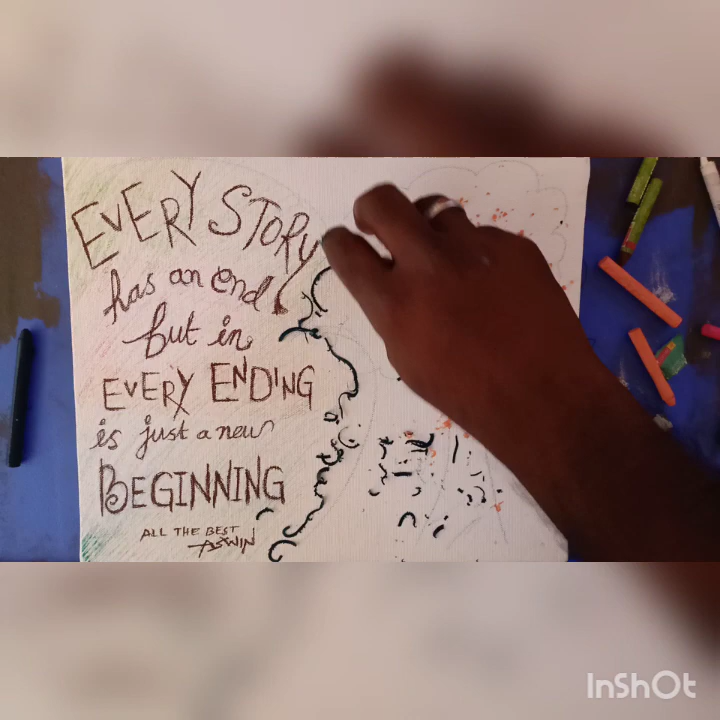 EVERY STORY
has an end
but in
EVERY ENDING
is just a new
BEGINNING
ALL THE BEST
ASWIN
InShOt